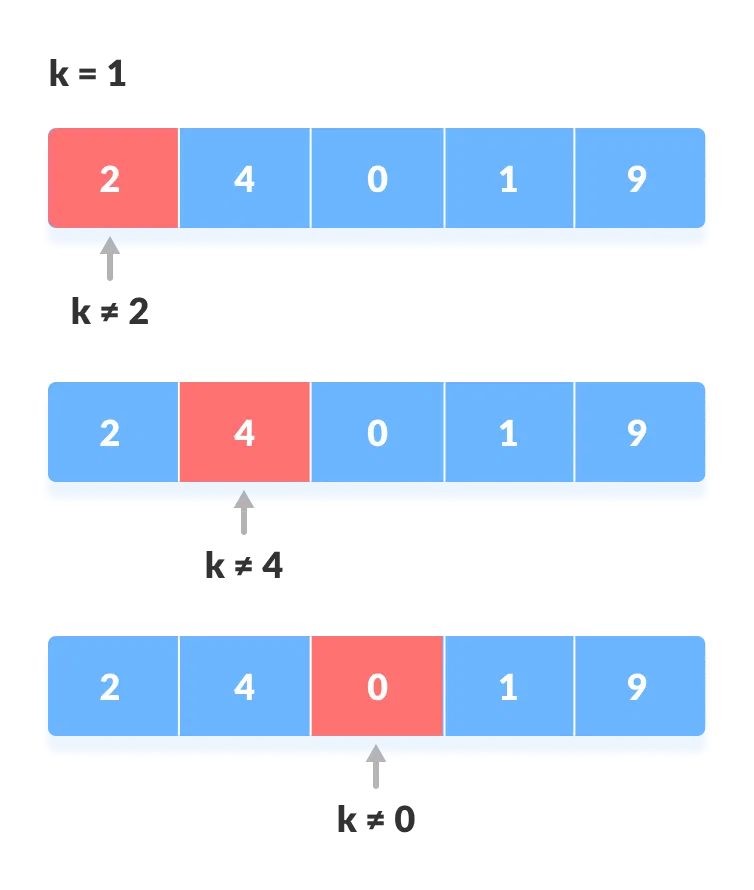 k = 1
2 4 0 1 9
k ≠ 2
2 4 0 1 9
k ≠ 4
2 4 0 1 9
k ≠ 0